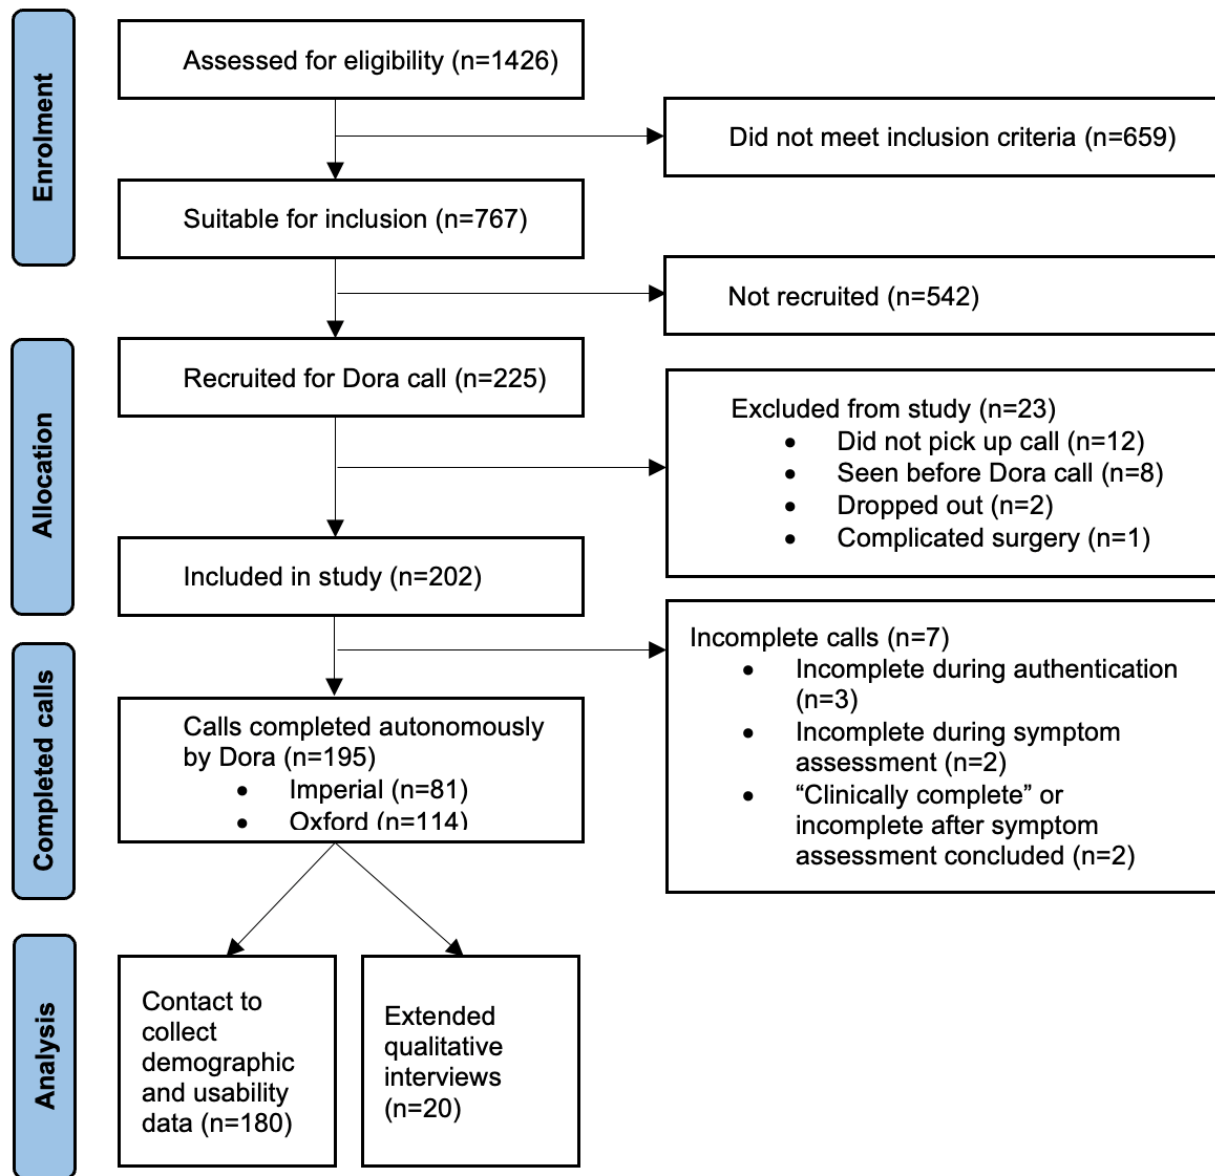 Enrolment
Assessed for eligibility (n=1426)
Did not meet inclusion criteria (n=659)
Suitable for inclusion (n=767)
Not recruited (n=542)
Allocation
Recruited for Dora call (n=225)
Excluded from study (n=23)
• Did not pick up call (n=12)
• Seen before Dora call (n=8)
• Dropped out (n=2)
• Complicated surgery (n=1)
Included in study (n=202)
Completed calls
Incomplete calls (n=7)
• Incomplete during authentication
(n=3)
• Incomplete during symptom
assessment (n=2)
• “Clinically complete” or
incomplete after symptom
assessment concluded (n=2)
Calls completed autonomously
by Dora (n=195)
• Imperial (n=81)
• Oxford (n=114)
Analysis
Contact to
collect
demographic
and usability
data (n=180)
Extended
qualitative
interviews
(n=20)